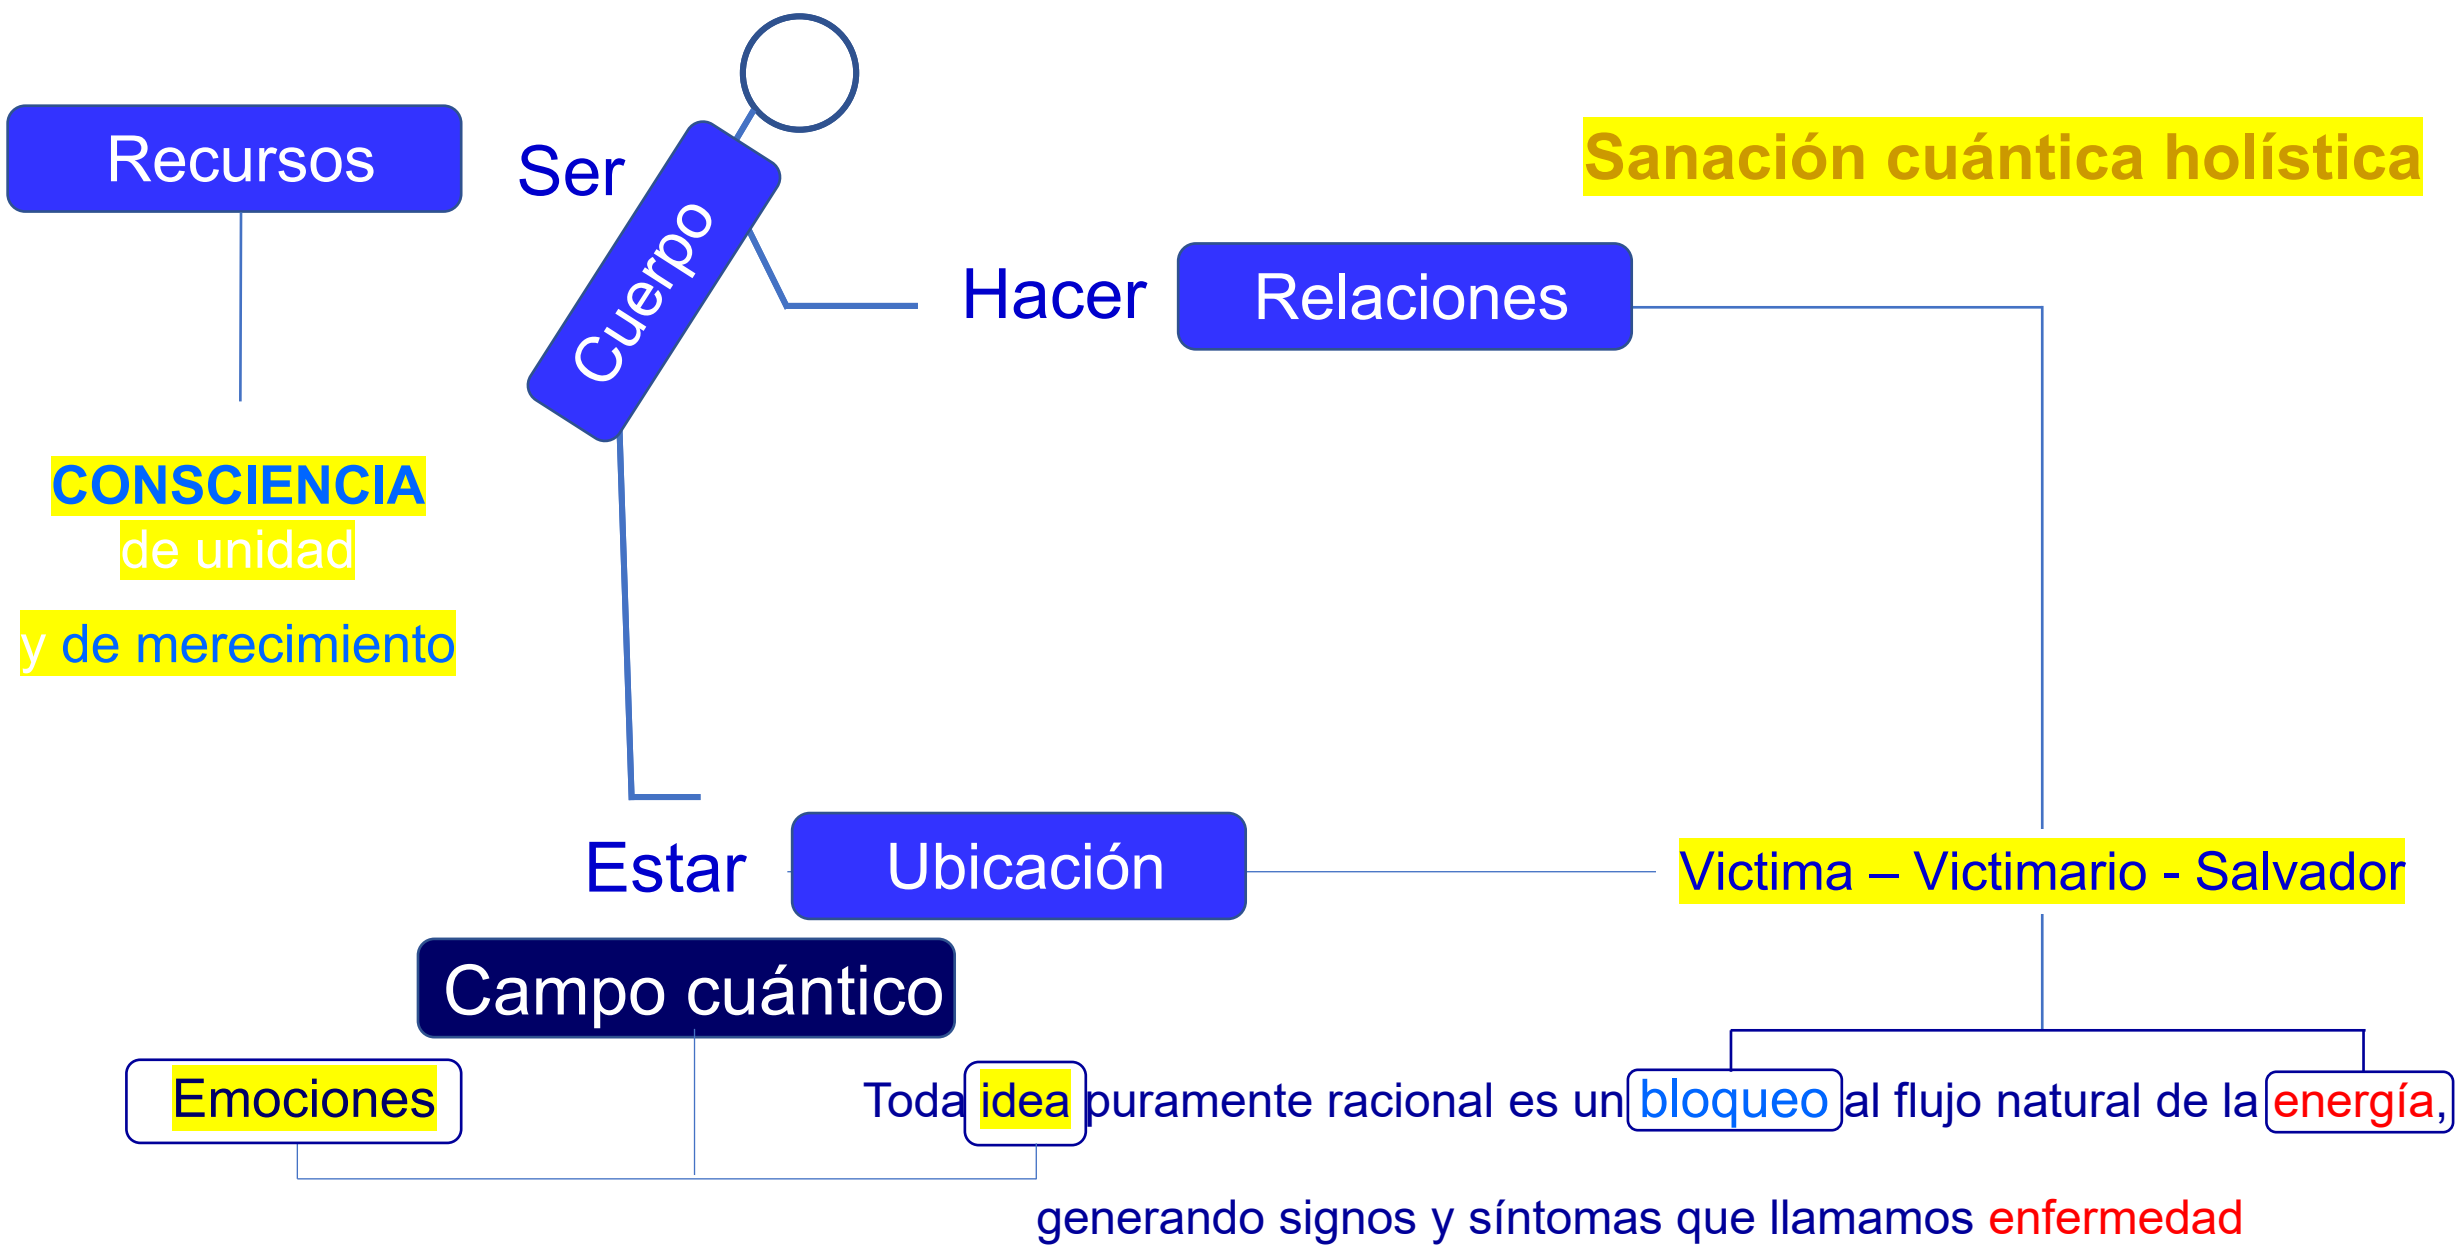 Recursos
Ser
Cuerpo
Sanación cuántica holística
Hacer
Relaciones
CONSCIENCIA
de unidad
y de merecimiento
Estar
Ubicación
Victima – Victimario - Salvador
Campo cuántico
Emociones
Toda idea puramente racional es un bloqueo al flujo natural de la energía,
generando signos y síntomas que llamamos enfermedad